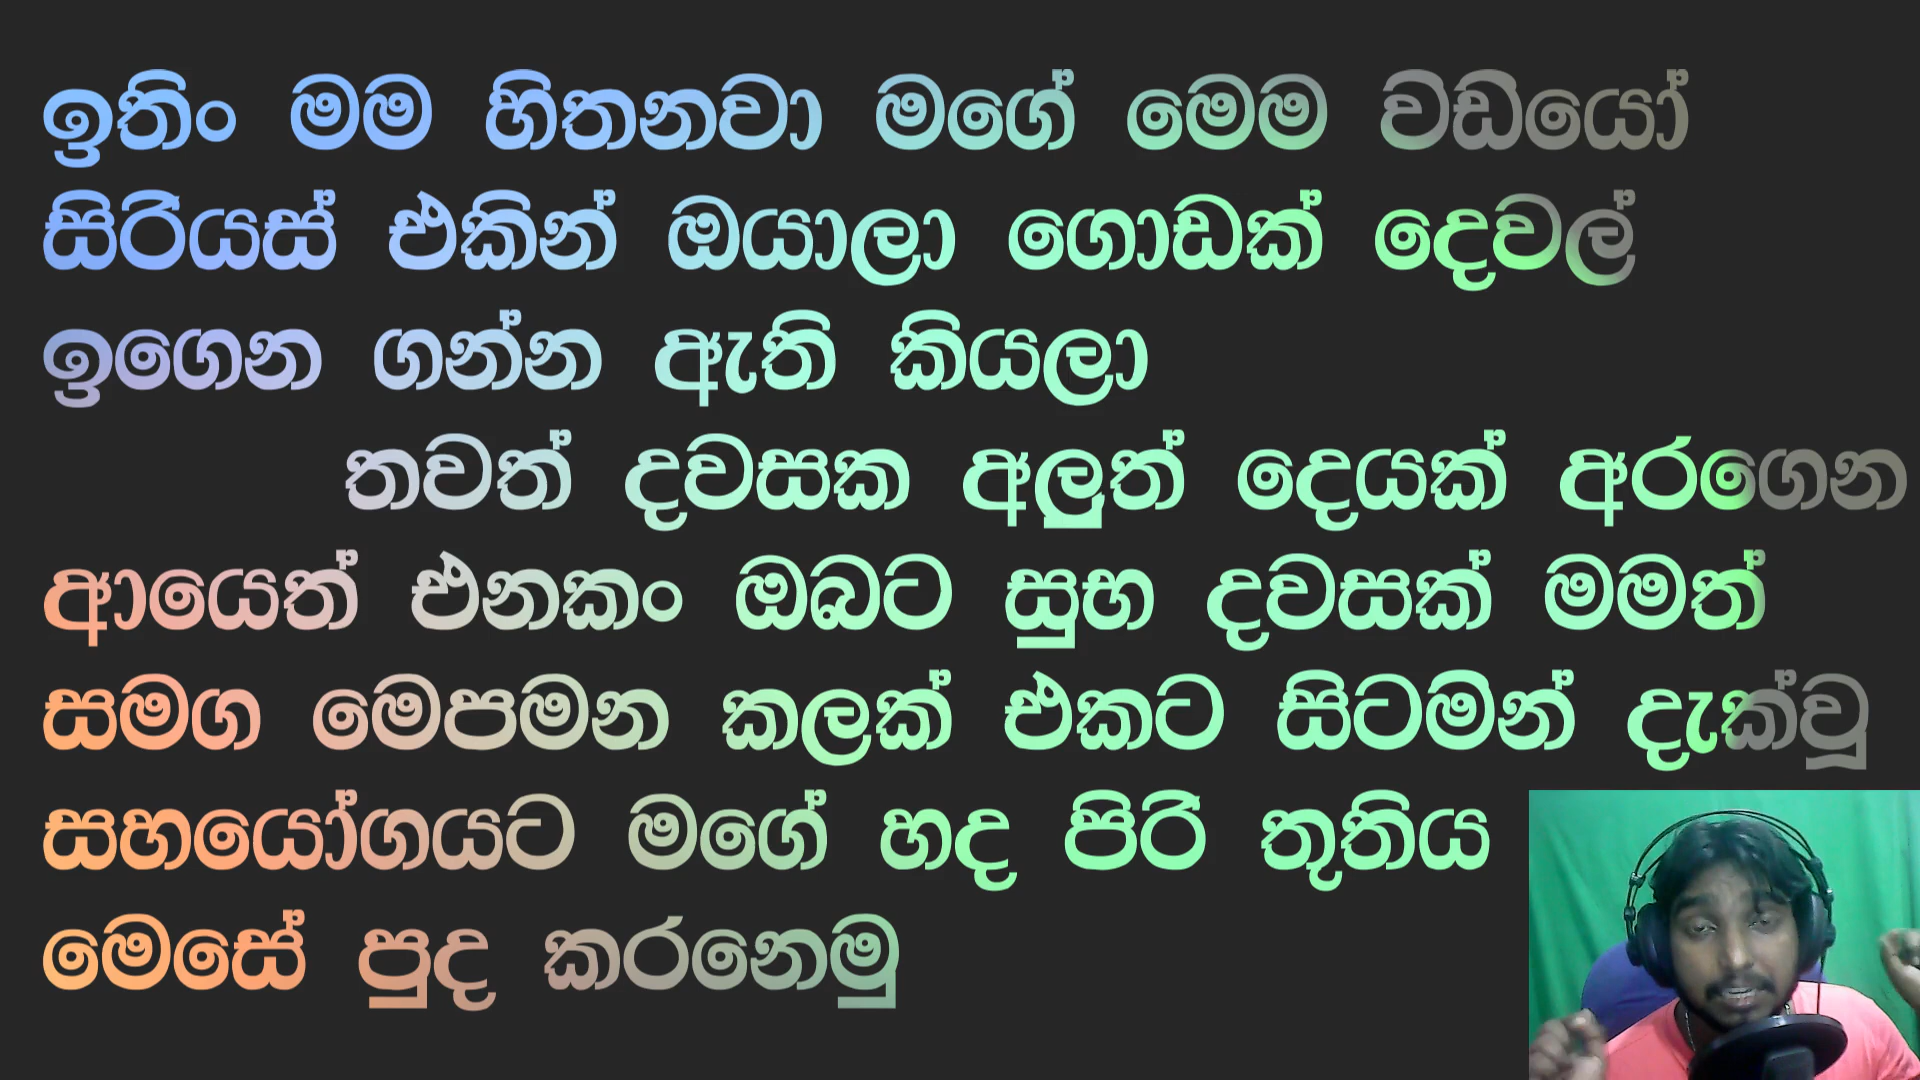 ඉතිං මම හිතනවා මගේ මෙම වීඩියෝ
සිරීයස් එකින් ඔයාලා ගොඩක් දෙවල්
ඉගෙන ගන්න ඇති කියලා
තවත් දවසක අලුත් දෙයක් අරගෙන
ආයෙත් එනකං ඔබට සුභ දවසක් මමත්
සමග මෙපමන කලක් එකට සිටමින් දැක්වූ
සහයෝගයට මගේ හද පිරි තුතිය
මෙසේ පුද කරනෙමු